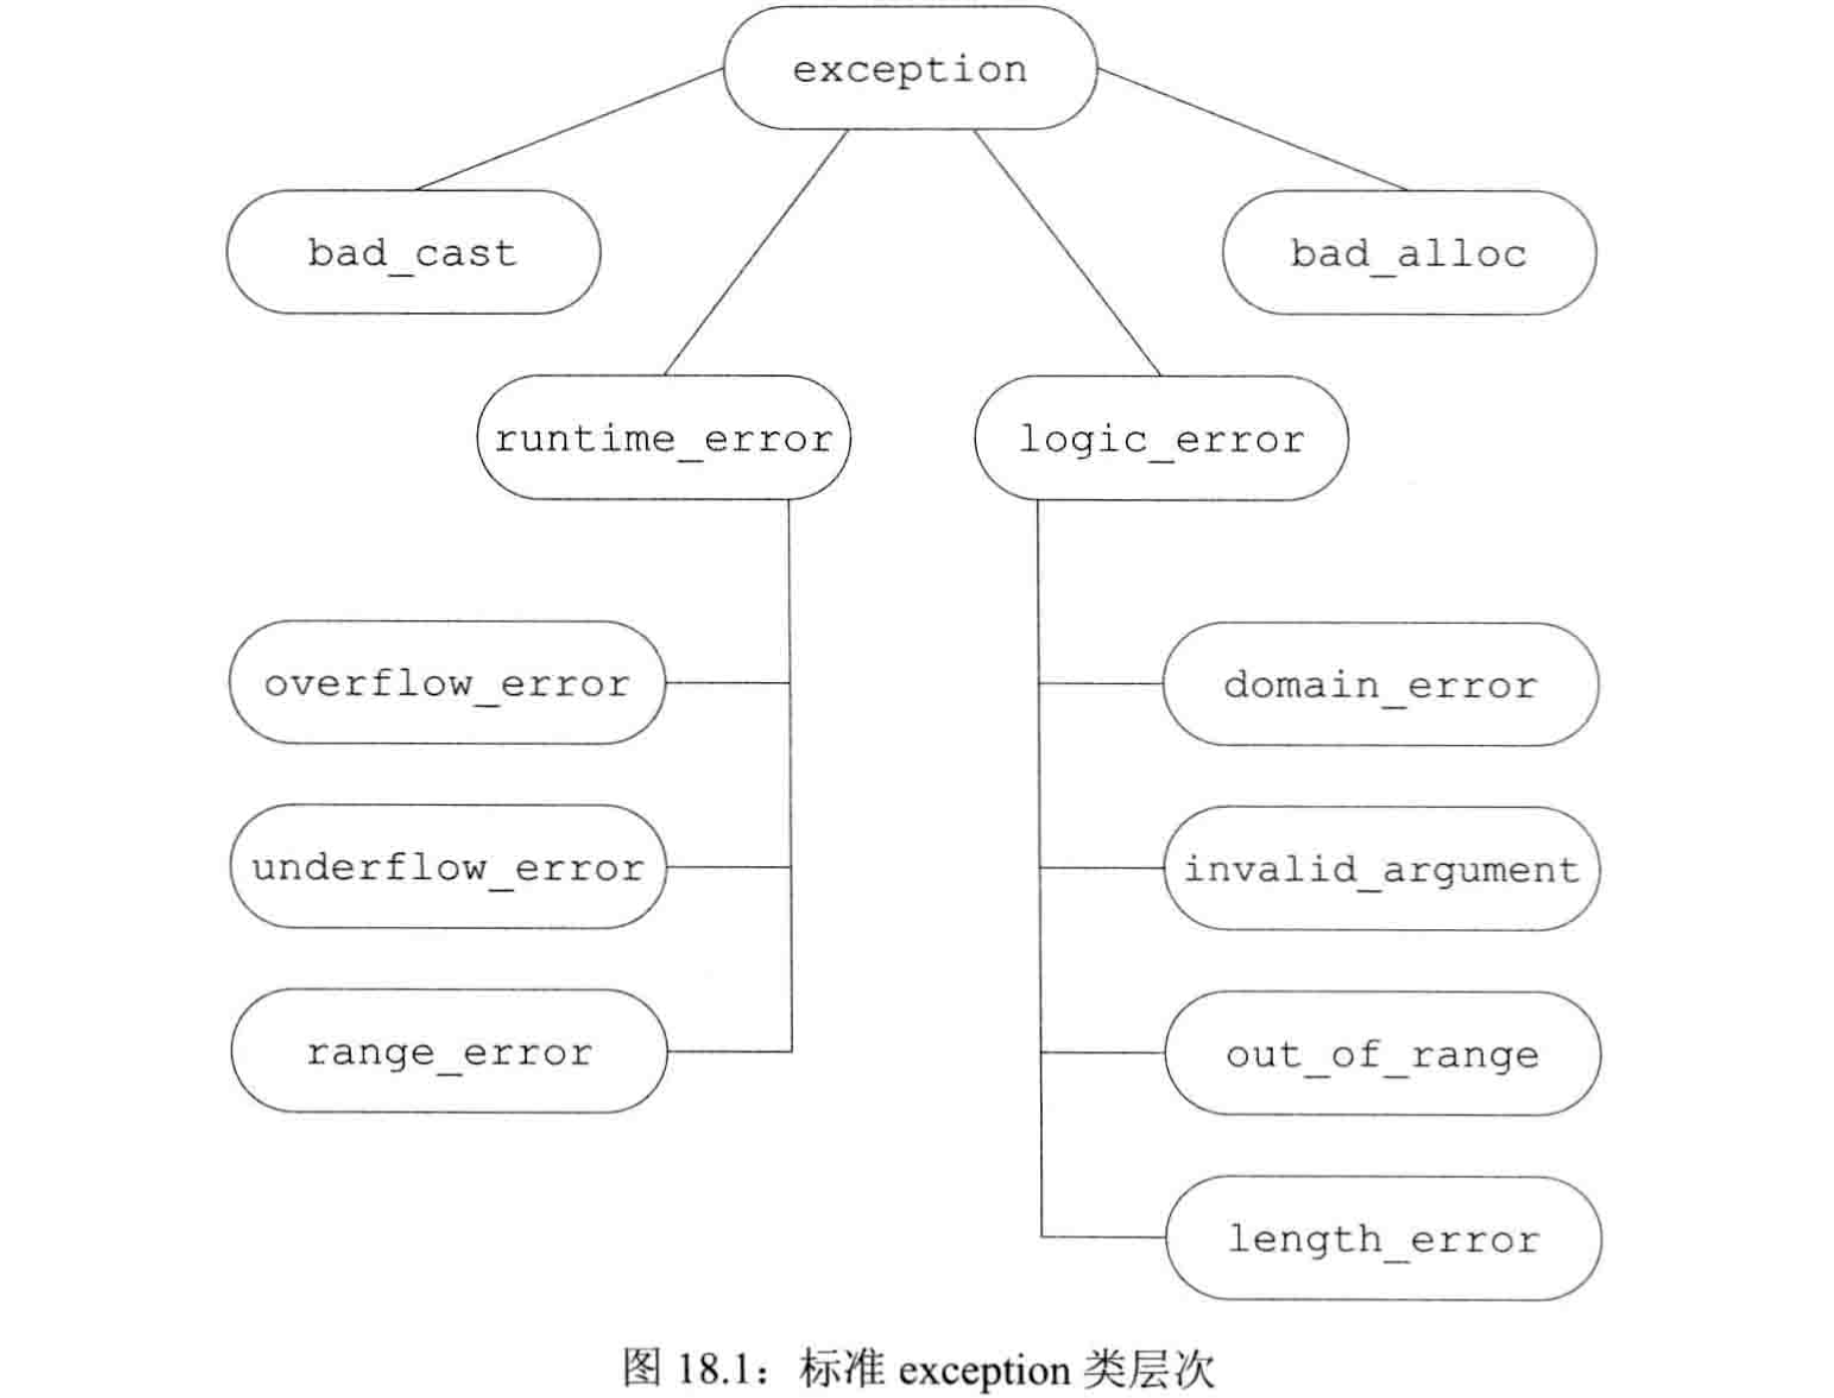 exception
bad_cast
bad_alloc
runtime_error
logic_error
overflow_error
domain_error
underflow_error
invalid_argument
range_error
out_of_range
length_error
图 18.1：标准 exception 类层次